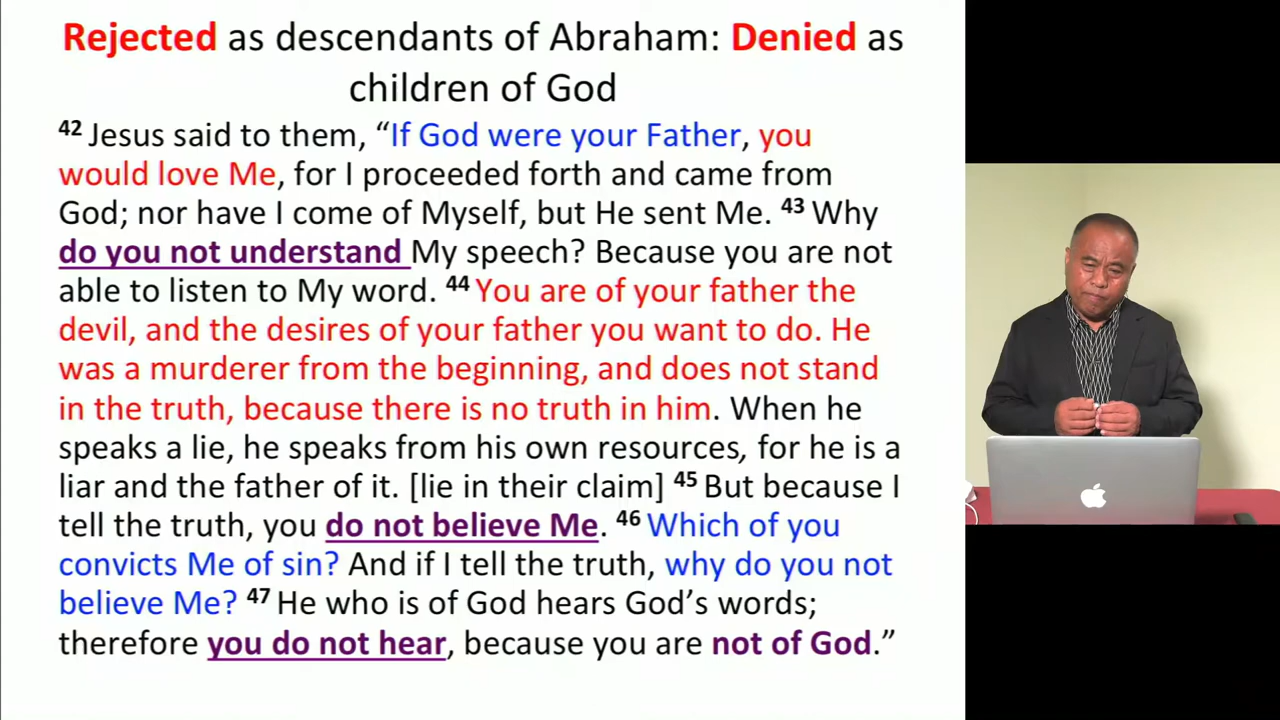 Rejected as descendants of Abraham: Denied as
children of God
42 Jesus said to them, “If God were your Father, you
would love Me, for I proceeded forth and came from
God; nor have I come of Myself, but He sent Me. 43 Why
do you not understand My speech? Because you are not
able to listen to My word. 44 You are of your father the
devil, and the desires of your father you want to do. He
was a murderer from the beginning, and does not stand
in the truth, because there is no truth in him. When he
speaks a lie, he speaks from his own resources, for he is a
liar and the father of it. [lie in their claim] 45 But because I
tell the truth, you do not believe Me. 46 Which of you
convicts Me of sin? And if I tell the truth, why do you not
believe Me? 47 He who is of God hears God’s words;
therefore you do not hear, because you are not of God.”